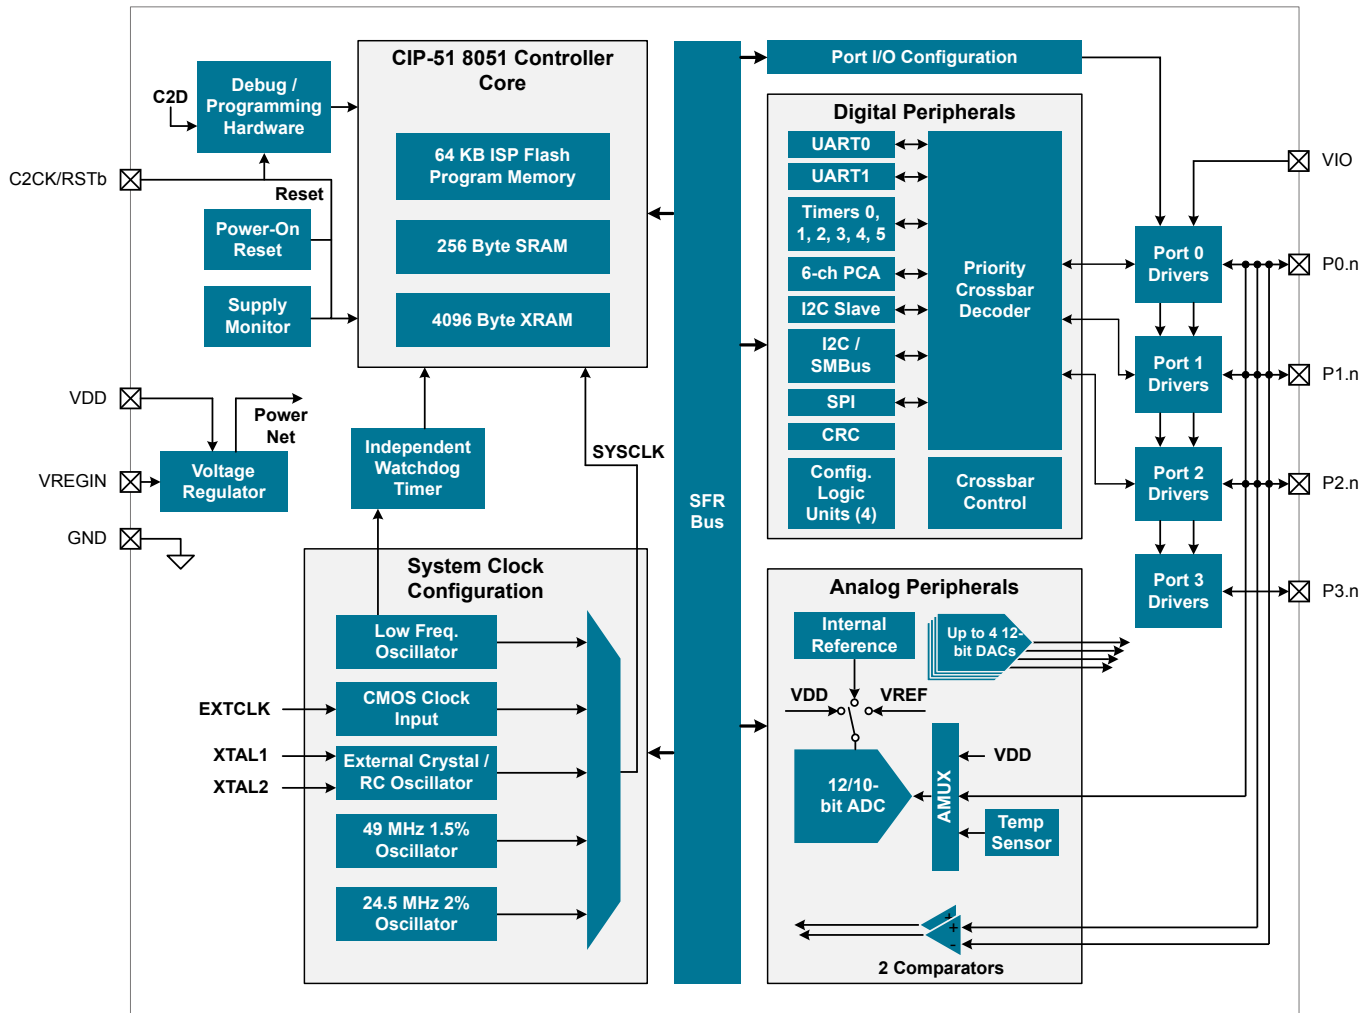 CIP-51 8051 Controller
Core
64 KB ISP Flash
Program Memory
256 Byte SRAM
4096 Byte XRAM
Debug /
Programming
Hardware
C2D
C2CK/RSTb
Reset
Power-On
Reset
Supply
Monitor
VDD
Power
Net
VREGIN
Voltage
Regulator
GND
Independent
Watchdog
Timer
SYSCLK
System Clock
Configuration
Low Freq.
Oscillator
CMOS Clock
Input
EXTCLK
XTAL1
XTAL2
External Crystal /
RC Oscillator
49 MHz 1.5%
Oscillator
24.5 MHz 2%
Oscillator
SFR
Bus
Port I/O Configuration
Digital Peripherals
UART0
UART1
Timers 0,
1, 2, 3, 4, 5
6-ch PCA
I2C Slave
I2C /
SMBus
SPI
CRC
Config.
Logic
Units (4)
Priority
Crossbar
Decoder
Crossbar
Control
Analog Peripherals
Internal
Reference
Up to 4 12-
bit DACs
VDD
VREF
12/10-
bit ADC
AMUX
VDD
Temp
Sensor
+
+
-
2 Comparators
Port 0
Drivers
Port 1
Drivers
Port 2
Drivers
Port 3
Drivers
VIO
P0.n
P1.n
P2.n
P3.n